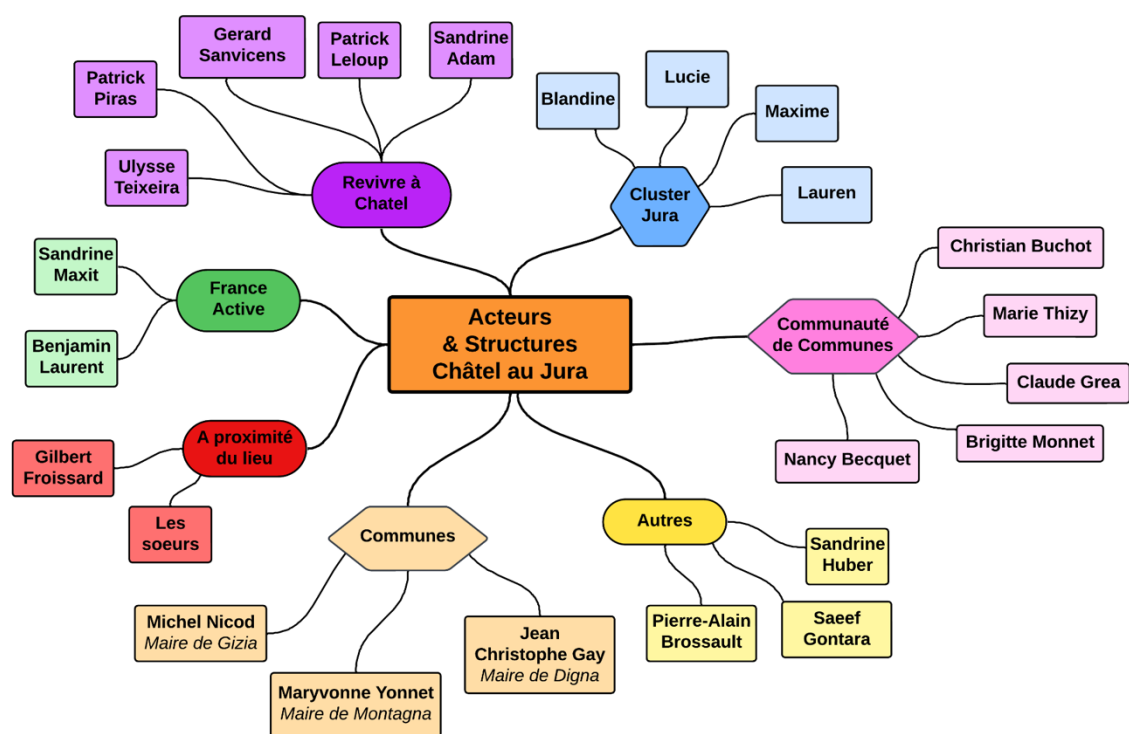 Acteurs
& Structures
Châtel au Jura
Revivre à
Chatel
Ulysse
Teixeira
Patrick
Piras
Gerard
Sanvicens
Patrick
Leloup
Sandrine
Adam
Cluster
Jura
Blandine
Lucie
Maxime
Lauren
Communauté
de Communes
Christian Buchot
Marie Thizy
Claude Grea
Brigitte Monnet
Nancy Becquet
Autres
Sandrine
Huber
Saeef
Gontara
Pierre-Alain
Brossault
Communes
Jean
Christophe Gay
Maire de Digna
Maryvonne Yonnet
Maire de Montagna
Michel Nicod
Maire de Gizia
A proximité
du lieu
Les
soeurs
Gilbert
Froissard
France
Active
Benjamin
Laurent
Sandrine
Maxit